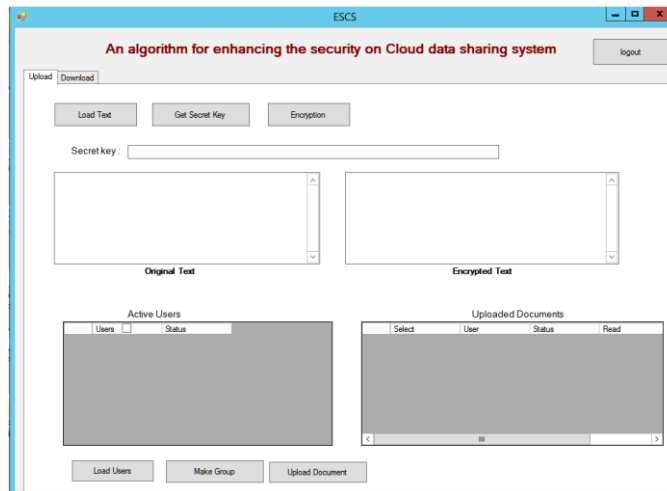 ESCS
An algorithm for enhancing the security on Cloud data sharing system
logout
Upload Download
Load Text Get Secret Key Encryption
Secret key :
Original Text Encrypted Text
Active Users Uploaded Documents
Users Status Select User Status Read
Load Users Make Group Upload Document